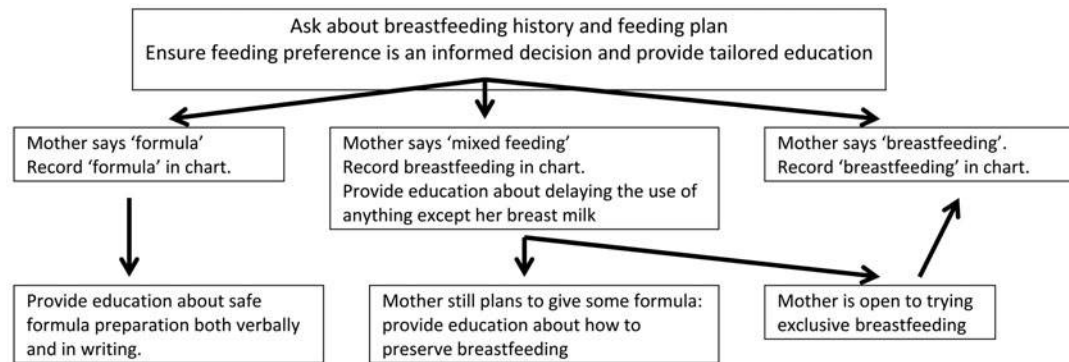 Ask about breastfeeding history and feeding plan
Ensure feeding preference is an informed decision and provide tailored education
Mother says ‘formula’
Record ‘formula’ in chart.
Mother says ‘mixed feeding’
Record breastfeeding in chart.
Provide education about delaying the use of
anything except her breast milk
Mother says ‘breastfeeding’.
Record ‘breastfeeding’ in chart.
Provide education about safe
formula preparation both verbally
and in writing.
Mother still plans to give some formula:
provide education about how to
preserve breastfeeding
Mother is open to trying
exclusive breastfeeding